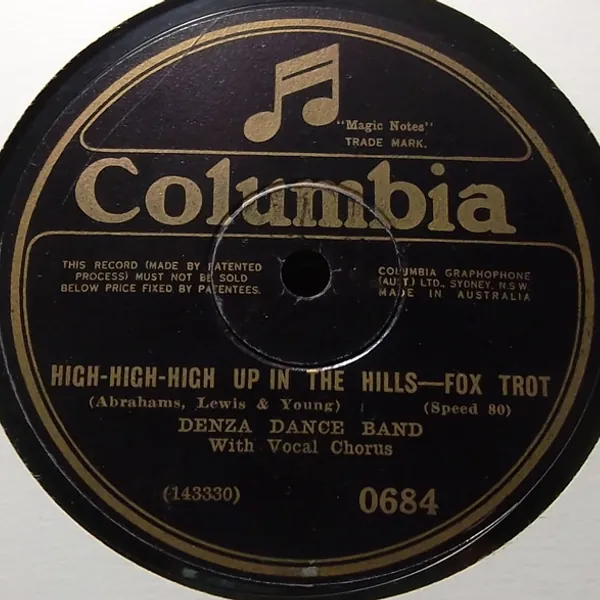 "Magic Notes"
TRADE MARK.
Columbia
THIS RECORD (MADE BY PATENTED
PROCESS) MUST NOT BE SOLD
BELOW PRICE FIXED BY PATENTEES.
COLUMBIA GRAPHOPHONE
(AUST.) LTD., SYDNEY, N.S.W.
MADE IN AUSTRALIA
HIGH-HIGH-HIGH UP IN THE HILLS—FOX TROT
(Abrahams, Lewis & Young) (Speed 80)
DENZA DANCE BAND
With Vocal Chorus
(143330) 0684